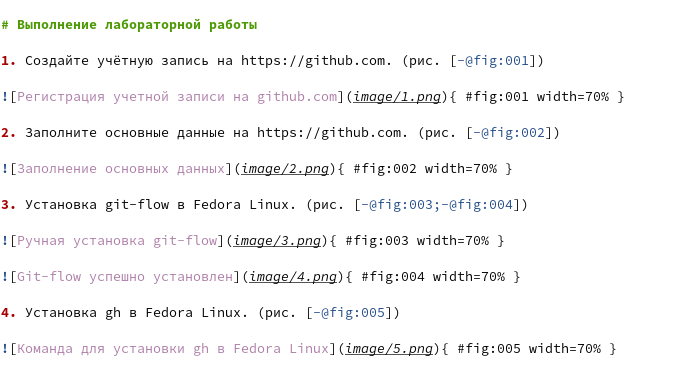 # Выполнение лабораторной работы
1. Создайте учётную запись на https://github.com. (рис. [-@fig:001])
![Регистрация учетной записи на github.com](image/1.png){ #fig:001 width=70% }
2. Заполните основные данные на https://github.com. (рис. [-@fig:002])
![Заполнение основных данных](image/2.png){ #fig:002 width=70% }
3. Установка git-flow в Fedora Linux. (рис. [-@fig:003;-@fig:004])
![Ручная установка git-flow](image/3.png){ #fig:003 width=70% }
![Git-flow успешно установлен](image/4.png){ #fig:004 width=70% }
4. Установка gh в Fedora Linux. (рис. [-@fig:005])
![Команда для установки gh в Fedora Linux](image/5.png){ #fig:005 width=70% }